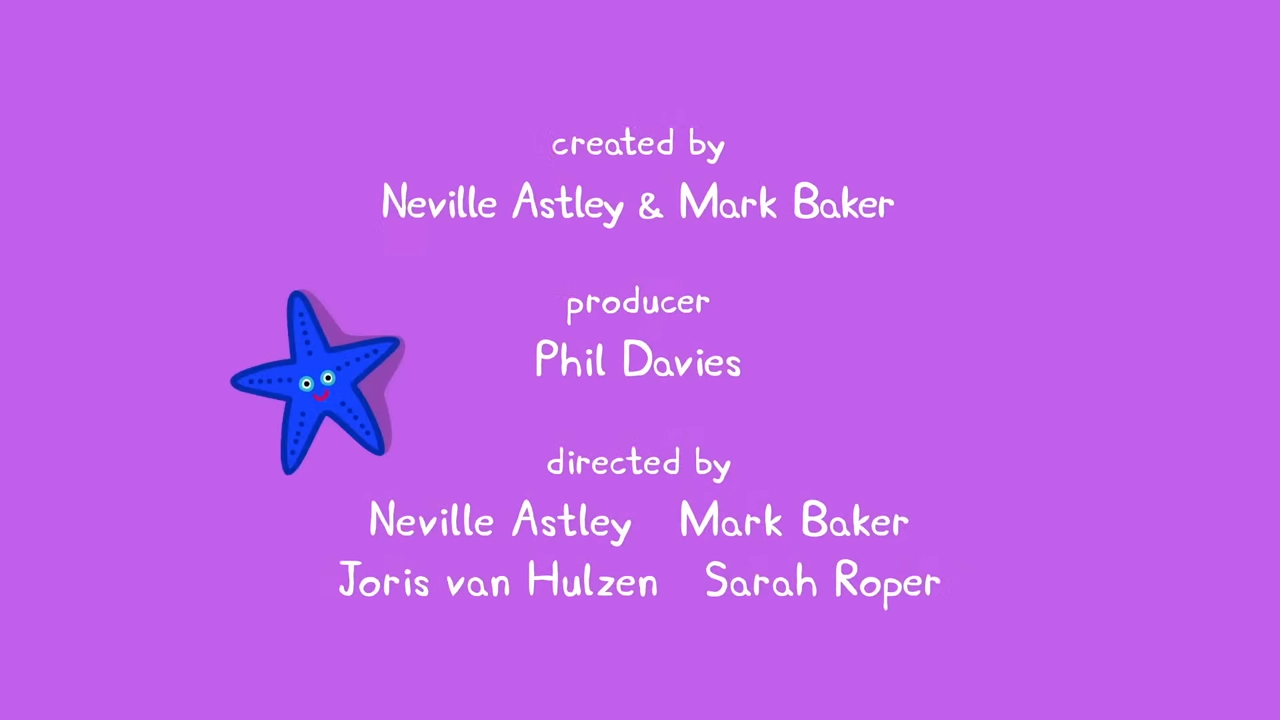 created by
Neville Astley & Mark Baker
producer
Phil Davies
directed by
Neville Astley Mark Baker
Joris van Hulzen Sarah Roper